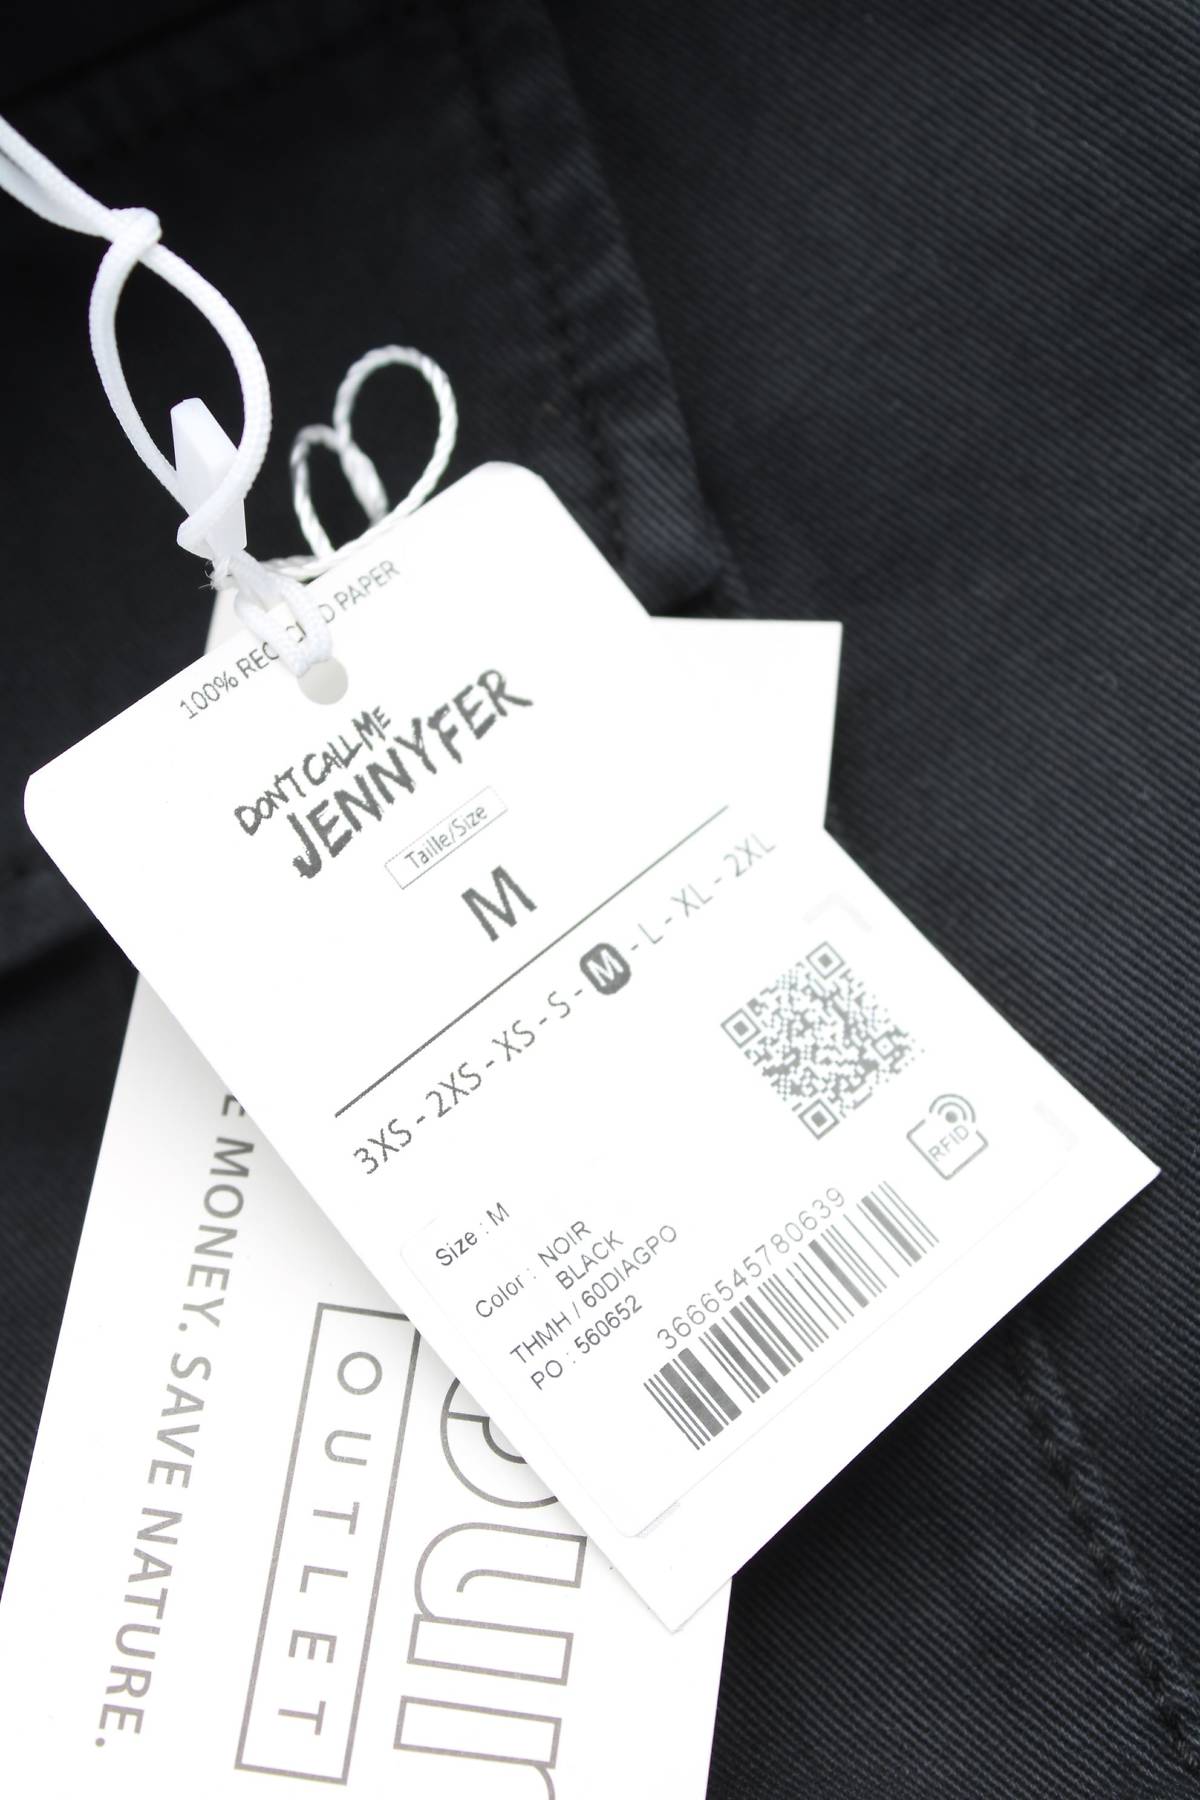 100% REC D PAPER
DON'T CALL ME
JENNYFER
Taille/Size
M
3XS - 2XS - XS - S - M - L - XL - 2XL
RFID
Size : M
Color : NOIR
BLACK
THMH / 60DIAGPO
PO : 560652
3666545780639
E MONEY. SAVE NATURE.
OUTLET